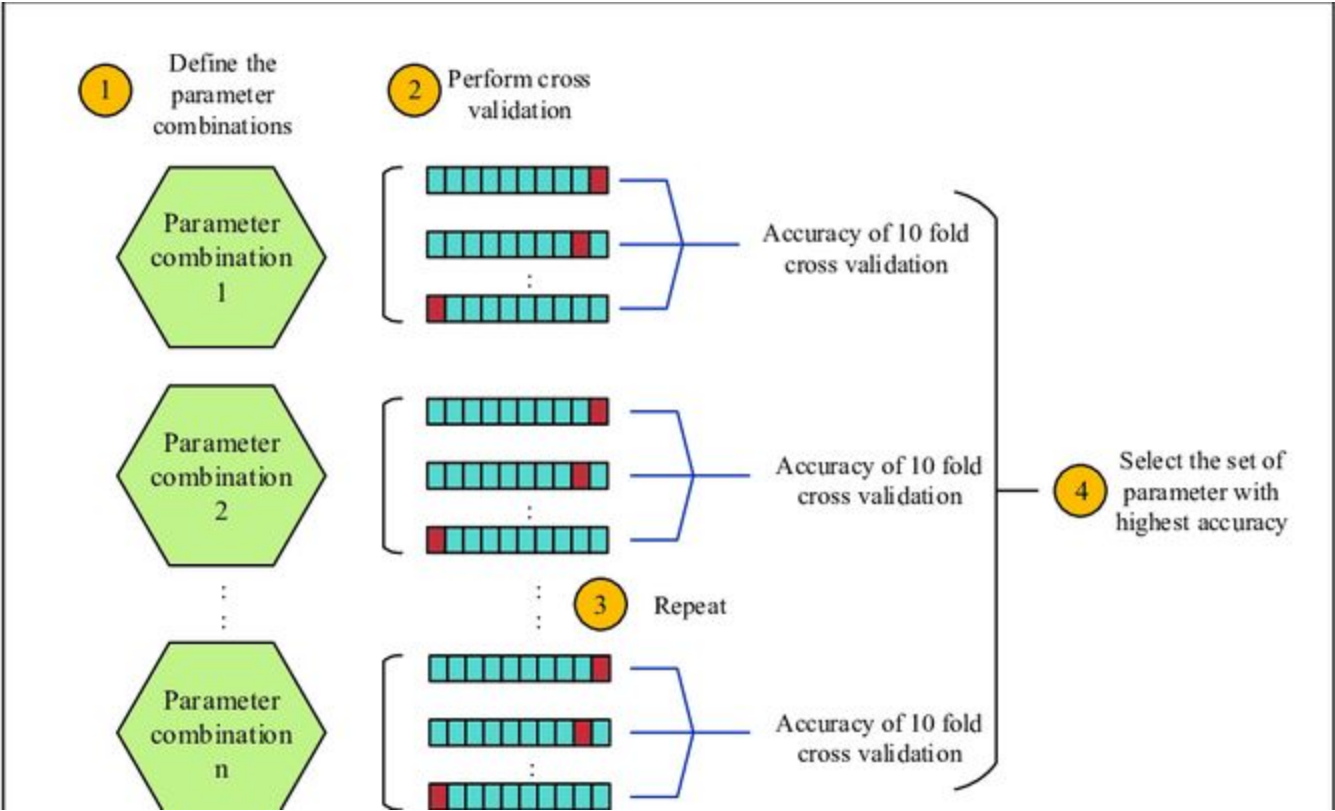 1
Define the
parameter
combinations
2
Perform cross
validation
Parameter
combination
1
Accuracy of 10 fold
cross validation
Parameter
combination
2
Accuracy of 10 fold
cross validation
3
Repeat
4
Select the set of
parameter with
highest accuracy
Parameter
combination
n
Accuracy of 10 fold
cross validation